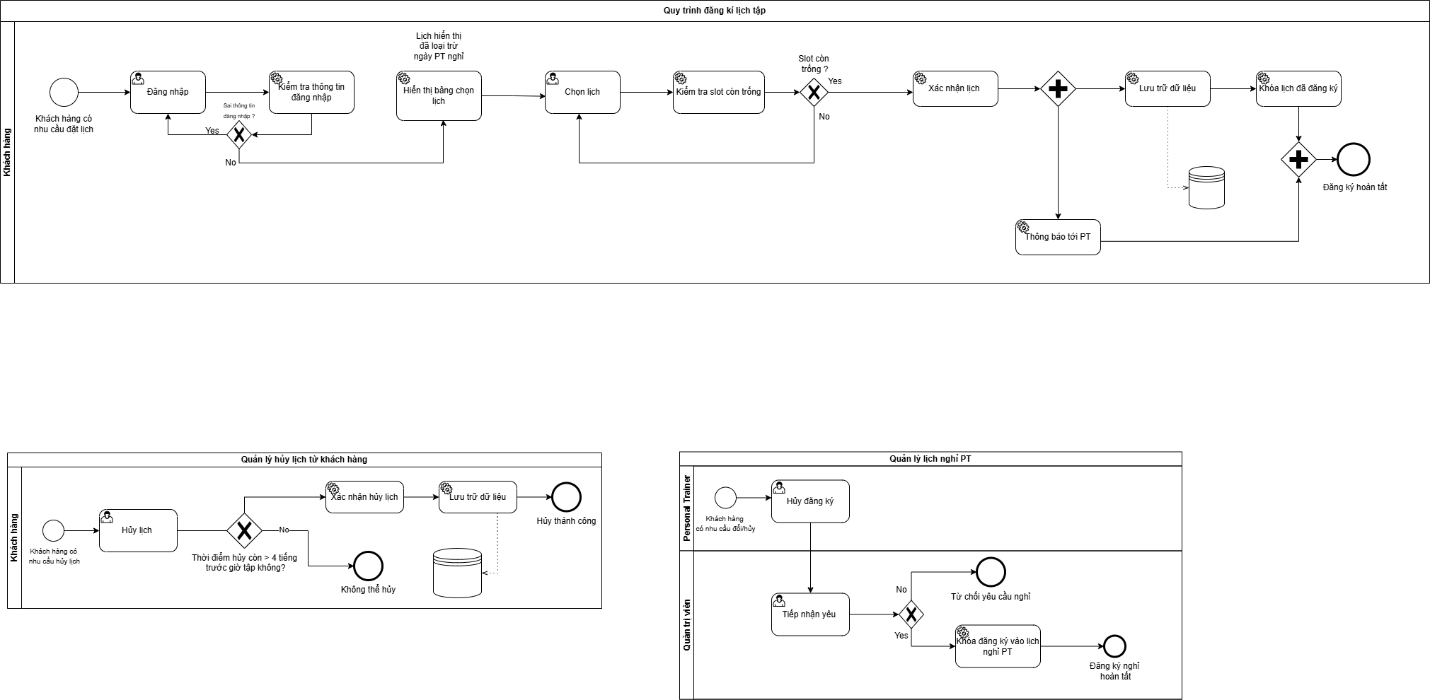 Quy trình đăng kí lịch tập
Khách hàng
Khách hàng có
nhu cầu đặt lịch
Đăng nhập
Kiểm tra thông tin
đăng nhập
Sai thông tin
đăng nhập ?
Yes
No
Lịch hiển thị
đã loại trừ
ngày PT nghỉ
Hiển thị bảng chọn
lịch
Chọn lịch
Kiểm tra slot còn trống
Slot còn
trống ?
Yes
No
Xác nhận lịch
Lưu trữ dữ liệu
Khóa lịch đã đăng ký
Đăng ký hoàn tất
Thông báo tới PT
Quản lý hủy lịch từ khách hàng
Khách hàng
Khách hàng có
nhu cầu hủy lịch
Hủy lịch
Thời điểm hủy còn > 4 tiếng
trước giờ tập không?
No
Xác nhận hủy lịch
Lưu trữ dữ liệu
Hủy thành công
Không thể hủy
Quản lý lịch nghỉ PT
Personal Trainer
Khách hàng
có nhu cầu đổi/hủy
Hủy đăng ký
Quản trị viên
Tiếp nhận yêu
No
Yes
Từ chối yêu cầu nghỉ
Khóa đăng ký vào lịch
nghỉ PT
Đăng ký nghỉ
hoàn tất